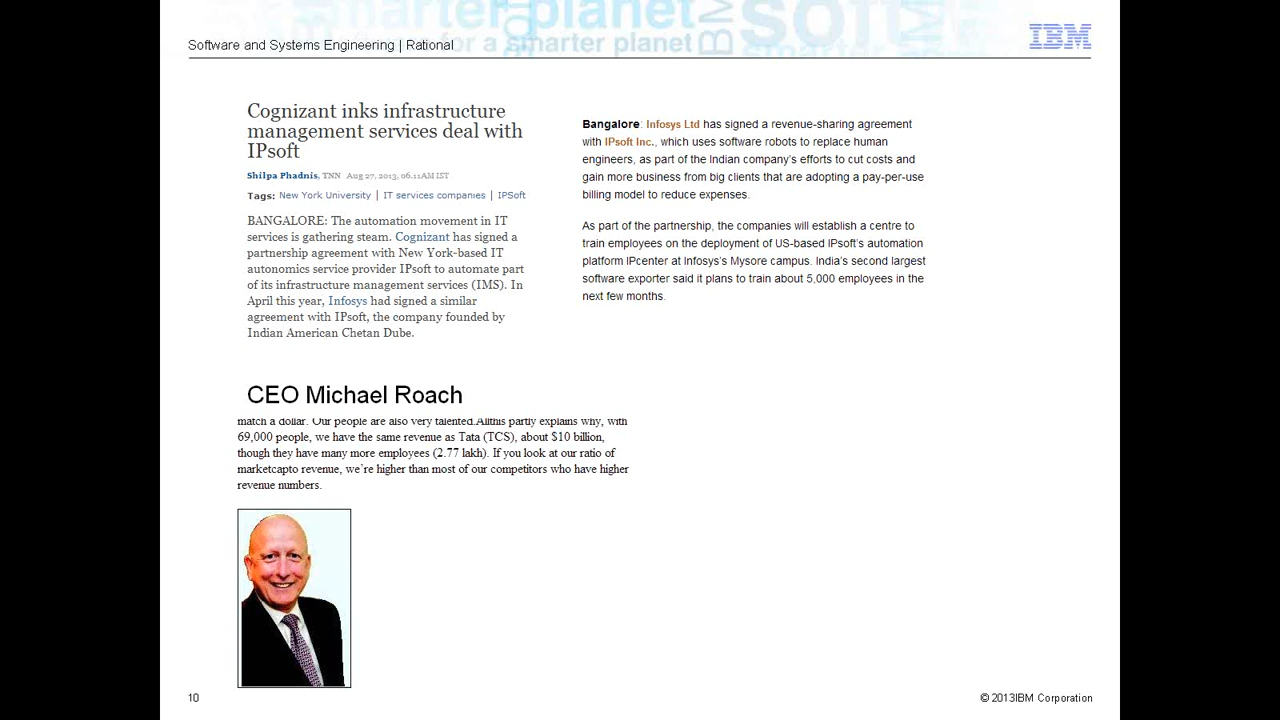 arter planet
soft
IBM
IBM
Software and Systems E
| Rat
a smarter planet
IBM
Cognizant inks infrastructure
management services deal with
IPsoft
Shilpa Phadnis, TNN Aug 27, 2013, 06.11AM IST
Tags: New York University | IT services companies | IPSoft
BANGALORE: The automation movement in IT
services is gathering steam. Cognizant has signed a
partnership agreement with New York-based IT
autonomics service provider IPsoft to automate part
of its infrastructure management services (IMS). In
April this year, Infosys had signed a similar
agreement with IPsoft, the company founded by
Indian American Chetan Dube.
Bangalore: Infosys Ltd has signed a revenue-sharing agreement
with IPsoft Inc., which uses software robots to replace human
engineers, as part of the Indian company's efforts to cut costs and
gain more business from big clients that are adopting a pay-per-use
billing model to reduce expenses.
As part of the partnership, the companies will establish a centre to
train employees on the deployment of US-based IPsoft's automation
platform IPcenter at Infosys's Mysore campus. India's second largest
software exporter said it plans to train about 5,000 employees in the
next few months.
CEO Michael Roach
match a dollar. Our people are also very talented.Allthis partly explains why, with
69,000 people, we have the same revenue as Tata (TCS), about $10 billion,
though they have many more employees (2.77 lakh). If you look at our ratio of
marketcapto revenue, we're higher than most of our competitors who have higher
revenue numbers.
10
© 2013IBM Corporation